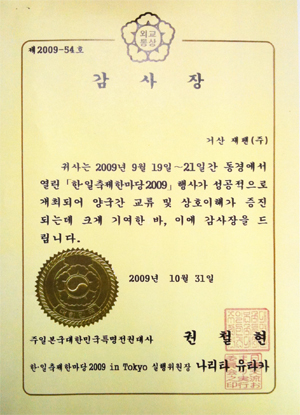 외교
통상
제2009-54호
감 사 장
거산 재팬(주)
귀사는 2009년 9월 19일~21일간 동경에서
열린 「한·일축제한마당2009」 행사가 성공적으로
개최되어 양국간 교류 및 상호이해가 증진
되는데 크게 기여한 바, 이에 감사장을 드
립니다.
2009년 10월 31일
주일본국대한민국특명전권대사 권 철 현
한·일축제한마당2009 in Tokyo 실행위원장 나리타 유타카